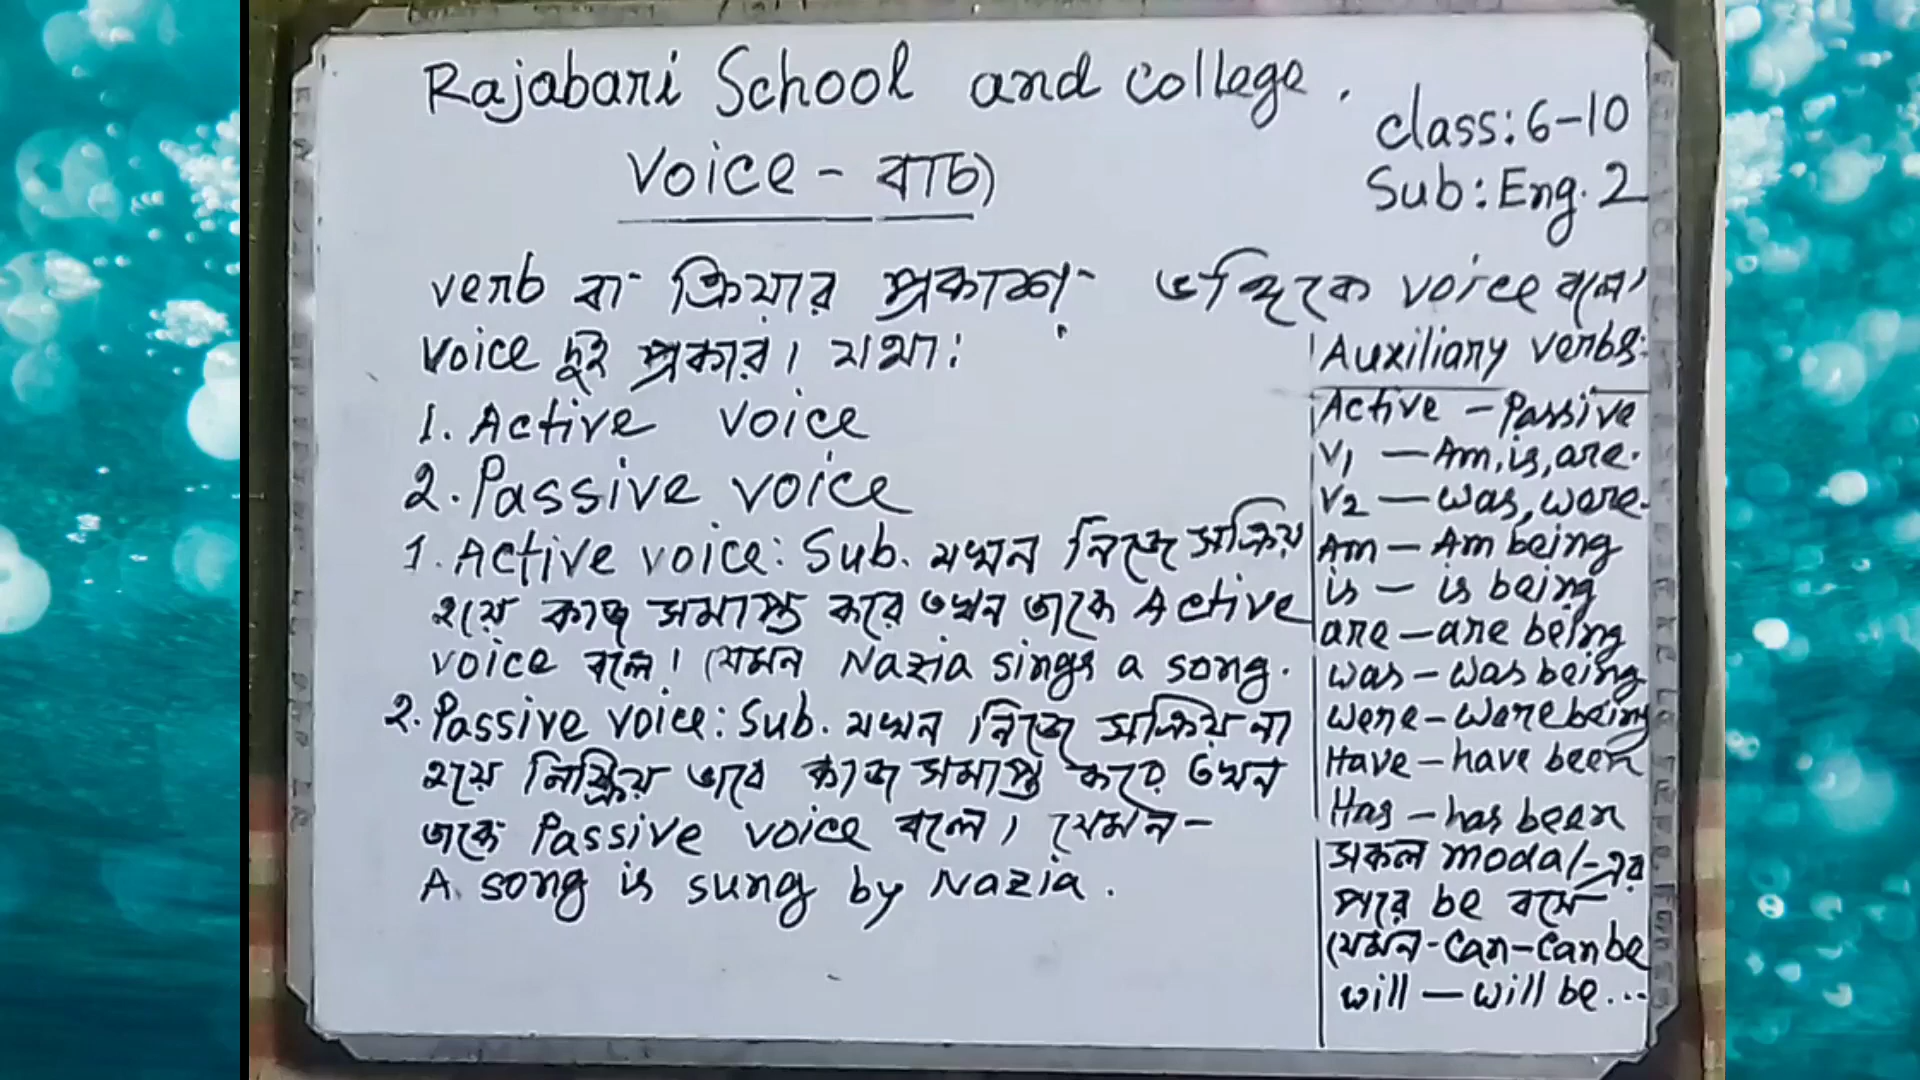 Rajabari School and college.
class: 6-10
Sub: Eng. 2
Voice - বাচ্য
verb বা ক্রিয়ার প্রকাশ ভঙ্গিকে voice বলে।
Voice দুই প্রকার। যথা:
1. Active voice
2. Passive voice
1. Active voice: Sub. যখন নিজে সক্রিয়
হয়ে কাজ সমাপ্ত করে তখন তাকে Active
voice বলে। যেমন Nazia sings a song.
2. Passive voice: Sub. যখন নিজে সক্রিয় না
হয়ে নিষ্ক্রিয় ভাবে কাজ সমাপ্ত করে তখন
তাকে Passive voice বলে। যেমন-
A song is sung by Nazia.
Auxiliary verbs:
Active - Passive
V1 — Am, is, are.
V2 — was, were.
Am — Am being
is — is being
are — are being
was — was being
were — were being
Have — have been
Has — has been
সকল modal-এর
পরে be বসে
যেমন - can - can be
will — will be...